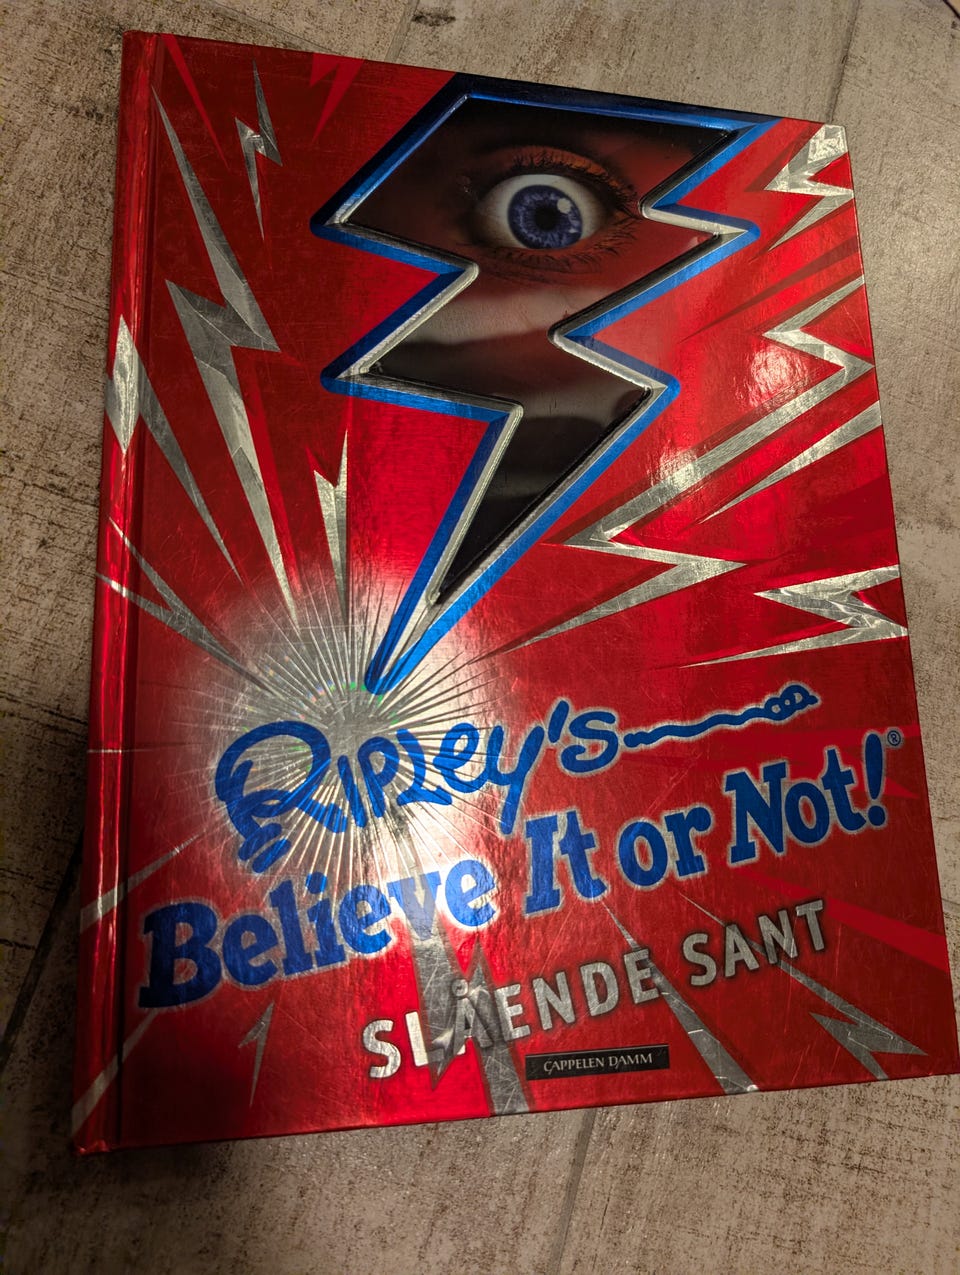 Ripley's
Believe It or Not!®
SLÅENDE SANT
CAPPELEN DAMM